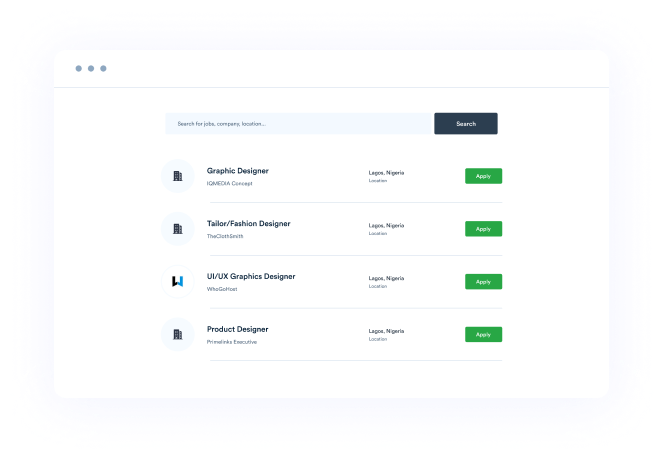 Search for jobs, company, location...
Search
Graphic Designer
IQMEDIA Concept
Lagos, Nigeria
Location
Apply
Tailor/Fashion Designer
TheClothSmith
Lagos, Nigeria
Location
Apply
UI/UX Graphics Designer
WhoGoHost
Lagos, Nigeria
Location
Apply
Product Designer
Primelinks Executive
Lagos, Nigeria
Location
Apply